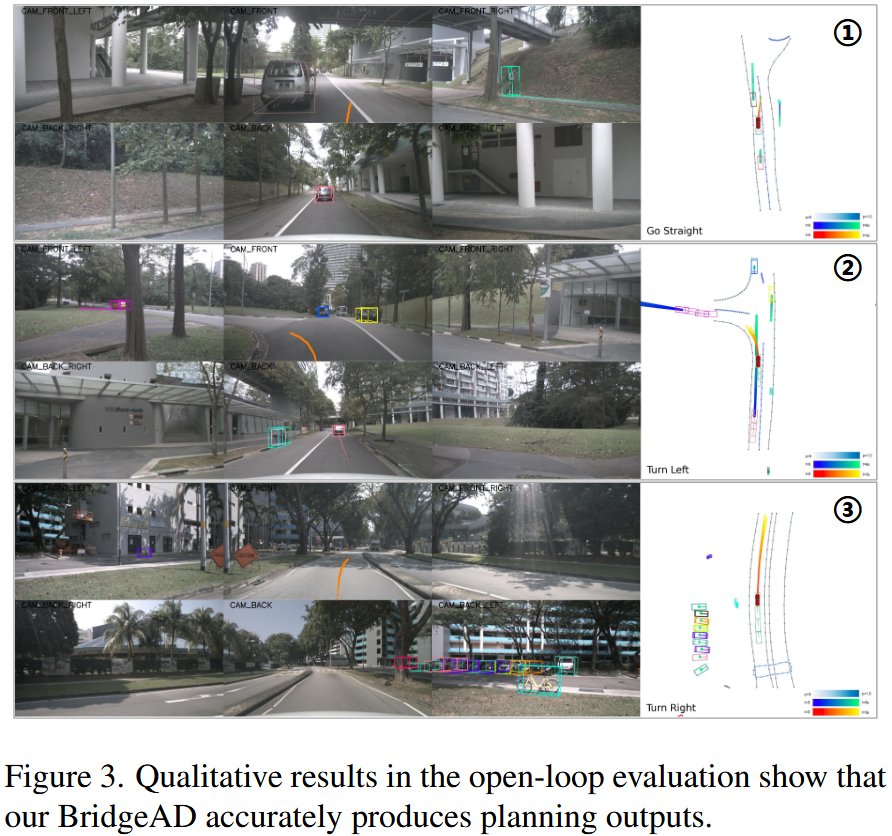 CAM_FRONT_LEFT
CAM_FRONT
CAM_FRONT_RIGHT
①
CAM_BACK_RIGHT
CAM_BACK
CAM_BACK_LEFT
Go Straight
CAM_FRONT_LEFT
CAM_FRONT
CAM_FRONT_RIGHT
②
CAM_BACK_RIGHT
CAM_BACK
CAM_BACK_LEFT
Turn Left
CAM_FRONT_LEFT
CAM_FRONT
CAM_FRONT_RIGHT
③
CAM_BACK_RIGHT
CAM_BACK
CAM_BACK_LEFT
Turn Right
Figure 3. Qualitative results in the open-loop evaluation show that
our BridgeAD accurately produces planning outputs.